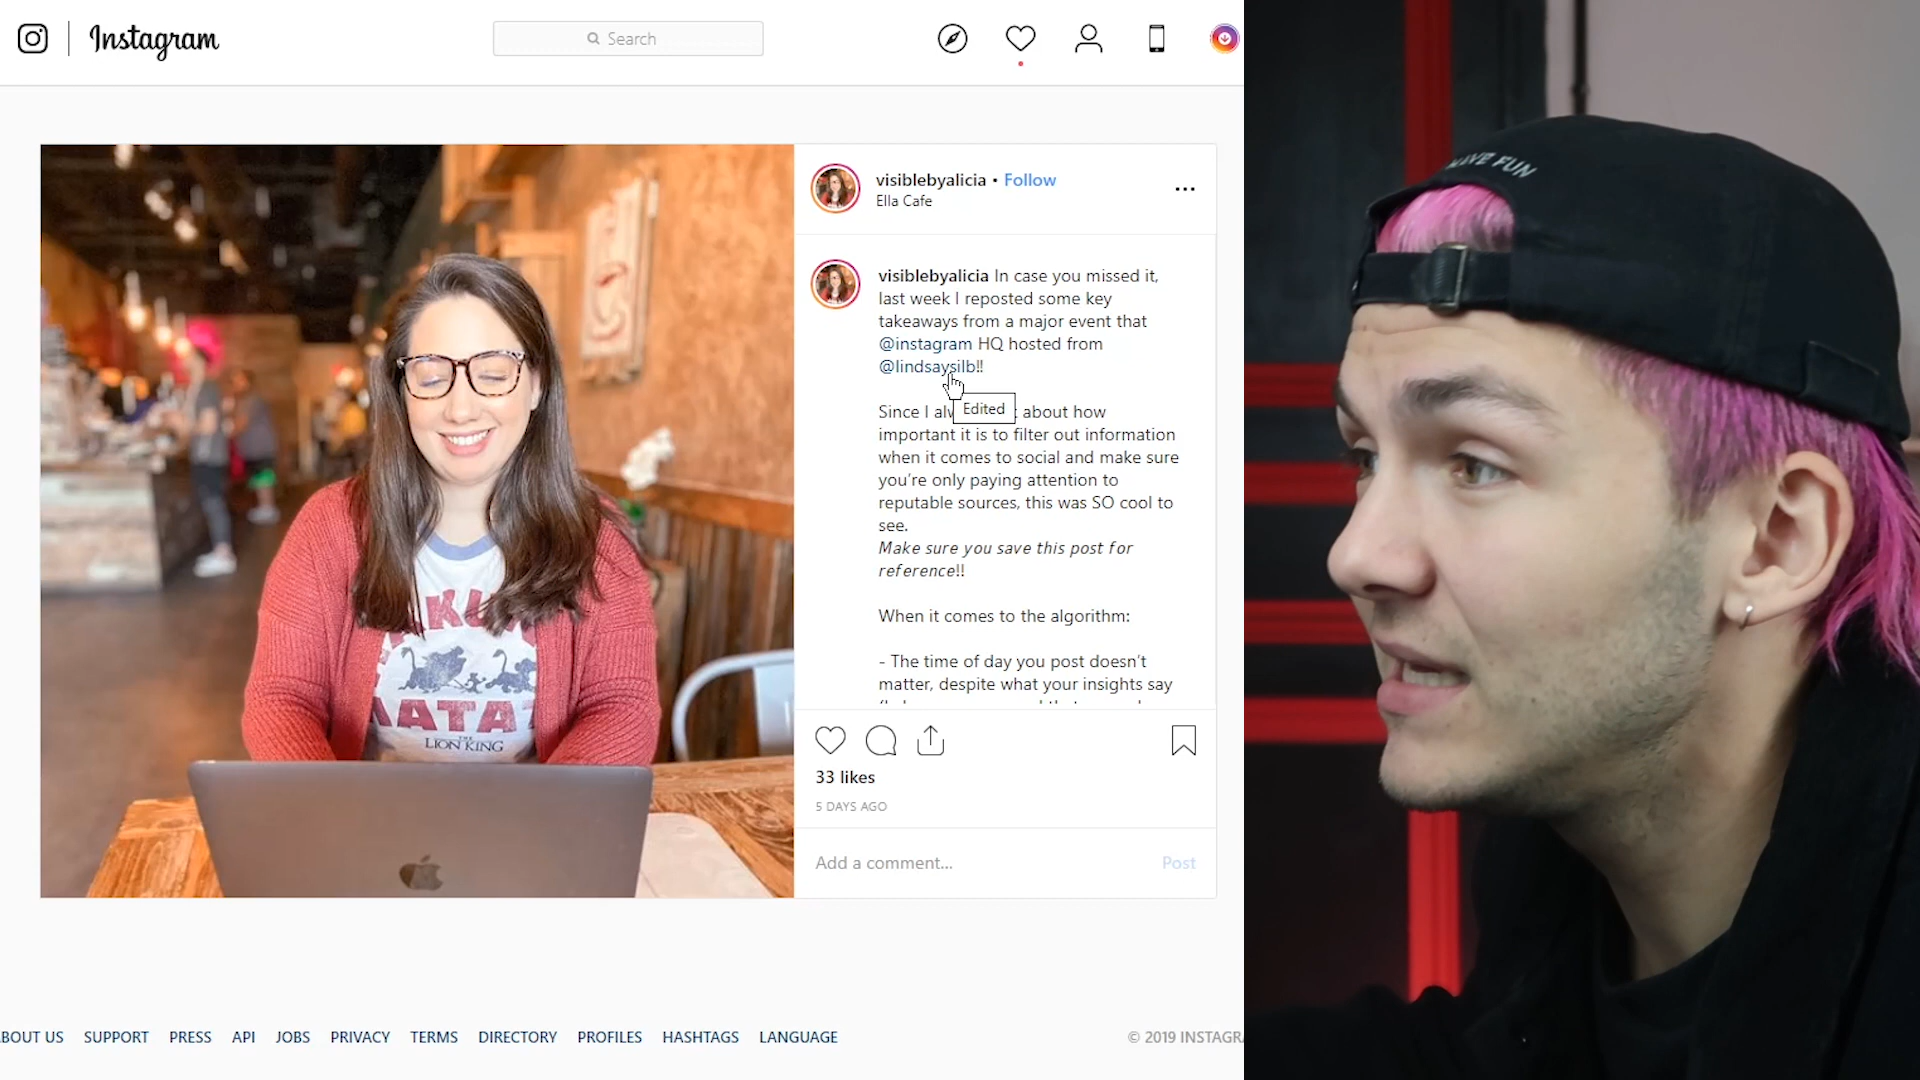 Instagram
Search
visiblebyalicia • Follow
Ella Cafe
visiblebyalicia In case you missed it,
last week I reposted some key
takeaways from a major event that
@instagram HQ hosted from
@lindsaysilb!!
Edited
Since I about how
important it is to filter out information
when it comes to social and make sure
you're only paying attention to
reputable sources, this was SO cool to
see.
Make sure you save this post for
reference!!
When it comes to the algorithm:
- The time of day you post doesn't
matter, despite what your insights say
33 likes
5 DAYS AGO
Add a comment...
Post
BOUT US SUPPORT PRESS API JOBS PRIVACY TERMS DIRECTORY PROFILES HASHTAGS LANGUAGE
© 2019 INSTAGRA
HAVE FUN
THE
LION KING